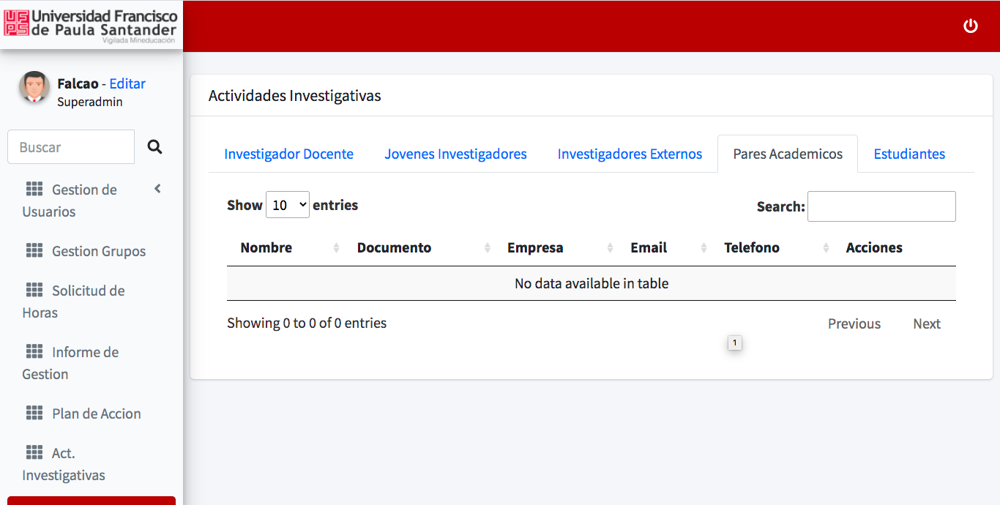 Universidad Francisco
de Paula Santander
Vigilada Mineducación
UFPS
Falcao - Editar
Superadmin
Buscar
Gestion de
Usuarios
Gestion Grupos
Solicitud de
Horas
Informe de
Gestion
Plan de Accion
Act.
Investigativas
Actividades Investigativas
Investigador Docente Jovenes Investigadores Investigadores Externos Pares Academicos Estudiantes
Show 10 entries Search:
Nombre Documento Empresa Email Telefono Acciones
No data available in table
Showing 0 to 0 of 0 entries Previous Next
1